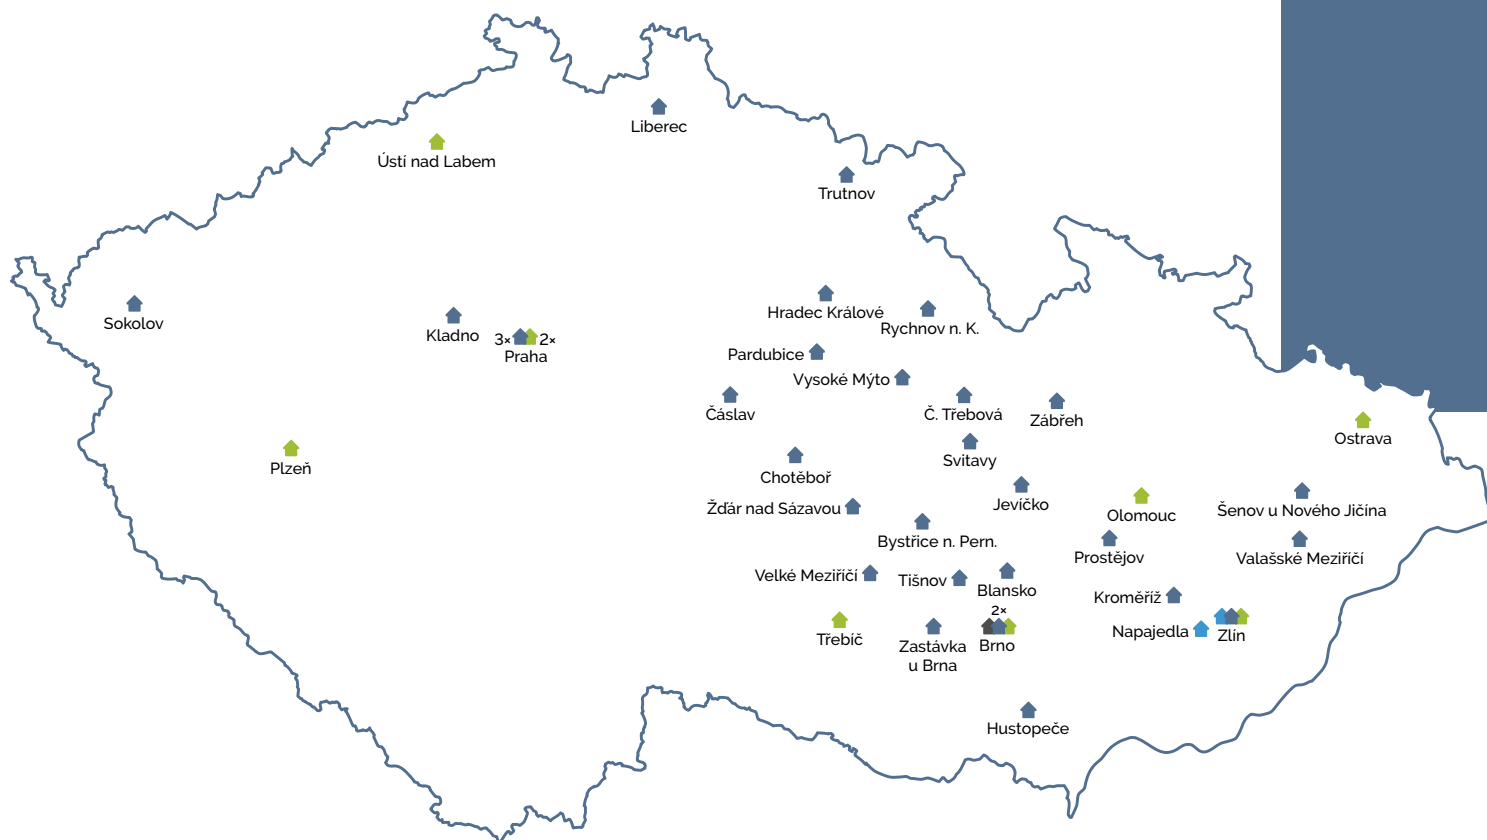 Liberec
Ústí nad Labem
Trutnov
Hradec Králové
Sokolov
Rychnov n. K.
Kladno
3×
2×
Praha
Pardubice
Vysoké Mýto
Čáslav
Č. Třebová
Zábřeh
Ostrava
Svitavy
Plzeň
Chotěboř
Jevíčko
Žďár nad Sázavou
Šenov u Nového Jičína
Olomouc
Bystřice n. Pern.
Prostějov
Valašské Meziříčí
Velké Meziříčí
Tišnov
Blansko
Kroměříž
2×
Napajedla
Zlín
Třebíč
Zastávka
u Brna
Brno
Hustopeče